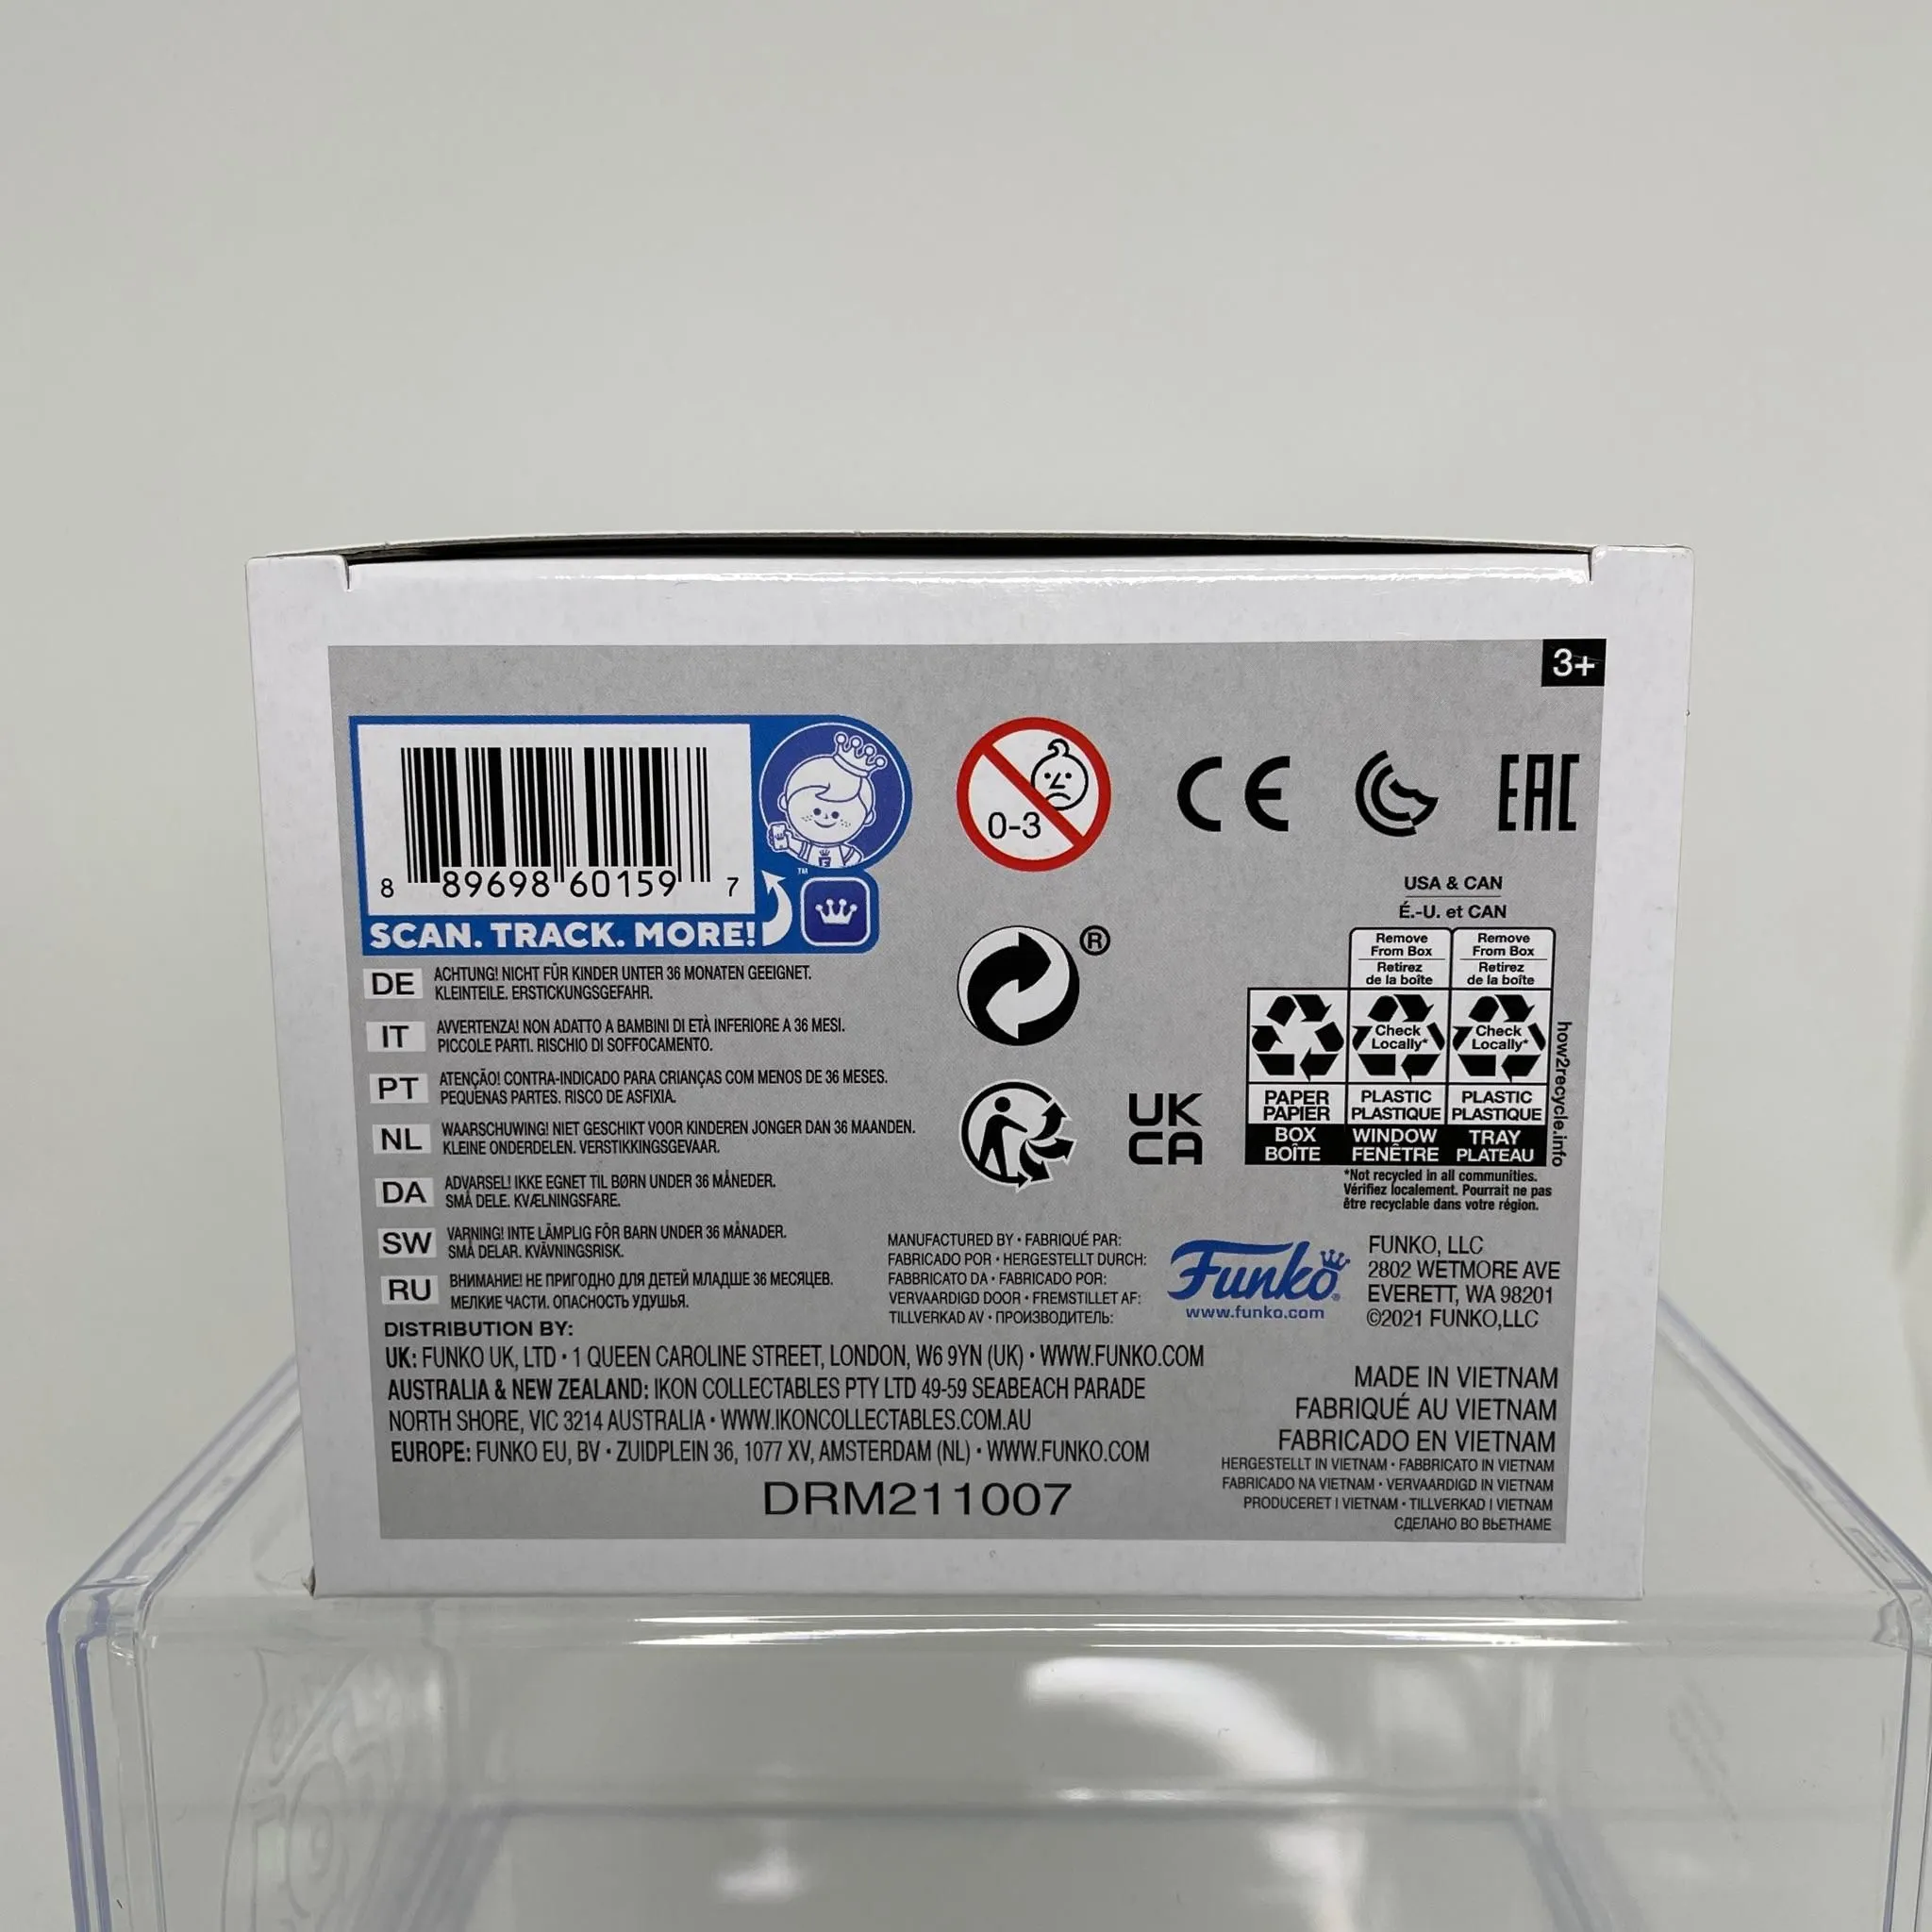 3+
8 89698 60159 7
™
SCAN. TRACK. MORE!
0-3
CE
EAC
®
UK
CA
DE ACHTUNG! NICHT FÜR KINDER UNTER 36 MONATEN GEEIGNET.
KLEINTEILE. ERSTICKUNGSGEFAHR.
IT AVVERTENZA! NON ADATTO A BAMBINI DI ETÀ INFERIORE A 36 MESI.
PICCOLE PARTI. RISCHIO DI SOFFOCAMENTO.
PT ATENÇÃO! CONTRA-INDICADO PARA CRIANÇAS COM MENOS DE 36 MESES.
PEQUENAS PARTES. RISCO DE ASFIXIA.
NL WAARSCHUWING! NIET GESCHIKT VOOR KINDEREN JONGER DAN 36 MAANDEN.
KLEINE ONDERDELEN. VERSTIKKINGSGEVAAR.
DA ADVARSEL! IKKE EGNET TIL BØRN UNDER 36 MÅNEDER.
SMÅ DELE. KVÆLNINGSFARE.
SW VARNING! INTE LÄMPLIG FÖR BARN UNDER 36 MÅNADER.
SMÅ DELAR. KVÄVNINGSRISK.
RU ВНИМАНИЕ! НЕ ПРИГОДНО ДЛЯ ДЕТЕЙ МЛАДШЕ 36 МЕСЯЦЕВ.
МЕЛКИЕ ЧАСТИ. ОПАСНОСТЬ УДУШЬЯ.
USA & CAN
É.-U. et CAN
Remove
From Box
Retirez
de la boîte
Remove
From Box
Retirez
de la boîte
Check
Locally*
Check
Locally*
PAPER
PAPIER
BOX
BOÎTE
PLASTIC
PLASTIQUE
WINDOW
FENÊTRE
PLASTIC
PLASTIQUE
TRAY
PLATEAU
how2recycle.info
*Not recycled in all communities.
Vérifiez localement. Pourrait ne pas
être recyclable dans votre région.
MANUFACTURED BY • FABRIQUÉ PAR:
FABRICADO POR • HERGESTELLT DURCH:
FABBRICATO DA • FABRICADO POR:
VERVAARDIGD DOOR • FREMSTILLET AF:
TILLVERKAD AV • ПРОИЗВОДИТЕЛЬ:
Funko®
www.funko.com
FUNKO, LLC
2802 WETMORE AVE
EVERETT, WA 98201
©2021 FUNKO,LLC
DISTRIBUTION BY:
UK: FUNKO UK, LTD • 1 QUEEN CAROLINE STREET, LONDON, W6 9YN (UK) • WWW.FUNKO.COM
AUSTRALIA & NEW ZEALAND: IKON COLLECTABLES PTY LTD 49-59 SEABEACH PARADE
NORTH SHORE, VIC 3214 AUSTRALIA • WWW.IKONCOLLECTABLES.COM.AU
EUROPE: FUNKO EU, BV • ZUIDPLEIN 36, 1077 XV, AMSTERDAM (NL) • WWW.FUNKO.COM
DRM211007
MADE IN VIETNAM
FABRIQUÉ AU VIETNAM
FABRICADO EN VIETNAM
HERGESTELLT IN VIETNAM • FABBRICATO IN VIETNAM
FABRICADO NA VIETNAM • VERVAARDIGD IN VIETNAM
PRODUCERET I VIETNAM • TILLVERKAD I VIETNAM
СДЕЛАНО ВО ВЬЕТНАМЕ